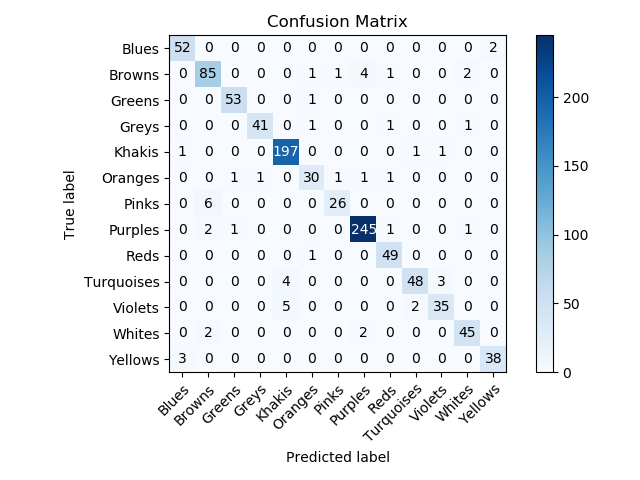 Confusion Matrix
True label
Blues 52 0 0 0 0 0 0 0 0 0 0 0 2
Browns 0 85 0 0 0 1 1 4 1 0 0 2 0
Greens 0 0 53 0 0 1 0 0 0 0 0 0 0
Greys 0 0 0 41 0 1 0 0 1 0 0 1 0
Khakis 1 0 0 0 197 0 0 0 0 1 1 0 0
Oranges 0 0 1 1 0 30 1 1 1 0 0 0 0
Pinks 0 6 0 0 0 0 26 0 0 0 0 0 0
Purples 0 2 1 0 0 0 0 245 1 0 0 1 0
Reds 0 0 0 0 0 1 0 0 49 0 0 0 0
Turquoises 0 0 0 0 4 0 0 0 0 48 3 0 0
Violets 0 0 0 0 5 0 0 0 0 2 35 0 0
Whites 0 2 0 0 0 0 0 2 0 0 0 45 0
Yellows 3 0 0 0 0 0 0 0 0 0 0 0 38
Blues Browns Greens Greys Khakis Oranges Pinks Purples Reds Turquoises Violets Whites Yellows
Predicted label
200
150
100
50
0